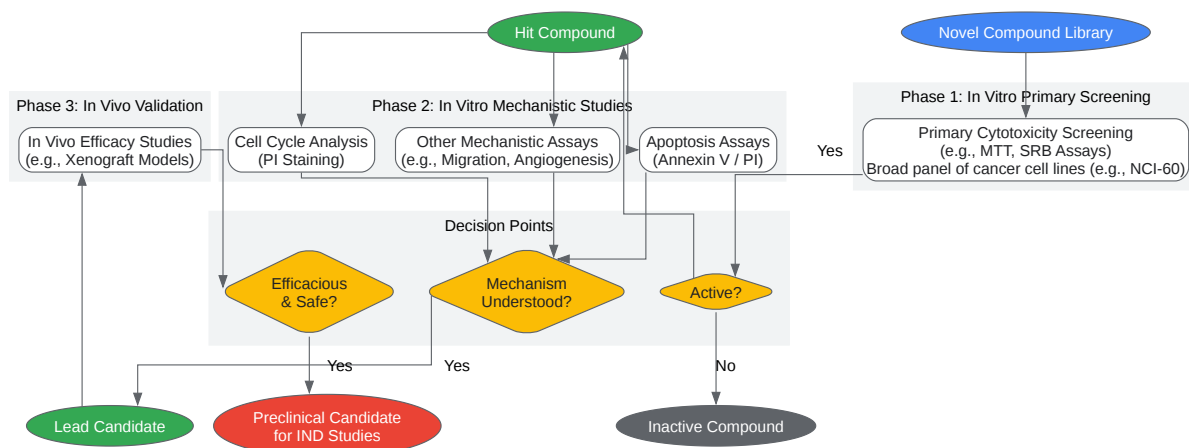 Hit Compound
Novel Compound Library
Phase 3: In Vivo Validation
Phase 2: In Vitro Mechanistic Studies
Phase 1: In Vitro Primary Screening
In Vivo Efficacy Studies
(e.g., Xenograft Models)
Cell Cycle Analysis
(PI Staining)
Other Mechanistic Assays
(e.g., Migration, Angiogenesis)
Apoptosis Assays
(Annexin V / PI)
Yes
Primary Cytotoxicity Screening
(e.g., MTT, SRB Assays)
Broad panel of cancer cell lines (e.g., NCI-60)
Decision Points
Efficacious
& Safe?
Mechanism
Understood?
Active?
Yes
Yes
No
Lead Candidate
Preclinical Candidate
for IND Studies
Inactive Compound